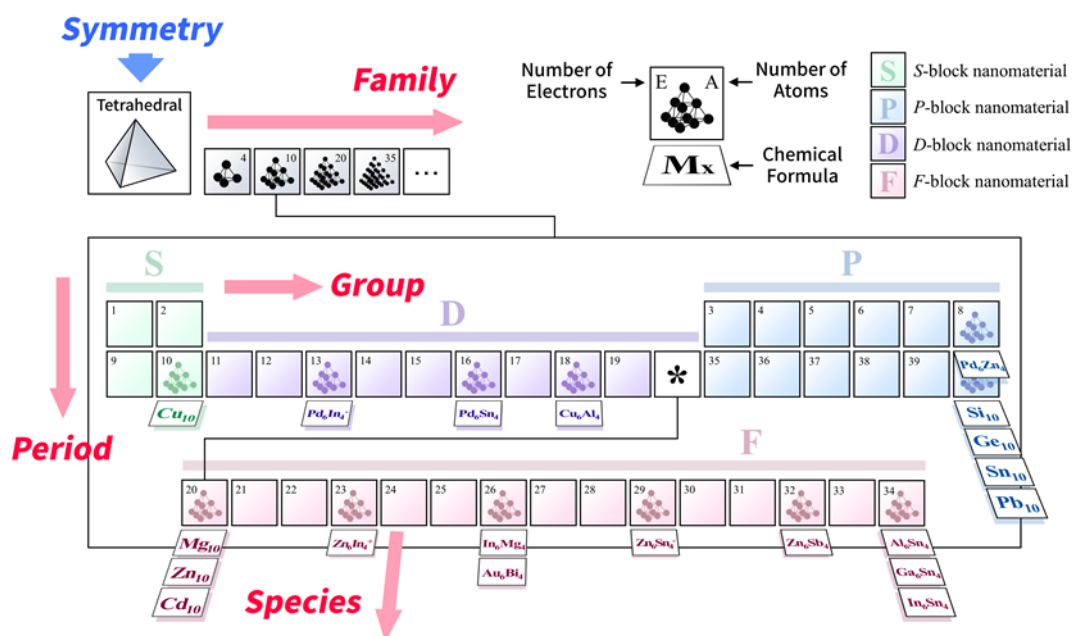 Symmetry
Tetrahedral
Family
4 10 20 35 ...
Number of
Electrons
E A
Number of
Atoms
Mx
Chemical
Formula
S S-block nanomaterial
P P-block nanomaterial
D D-block nanomaterial
F F-block nanomaterial
S
Group
D
P
1 2 3 4 5 6 7 8
9 10 11 12 13 14 15 16 17 18 19 * 35 36 37 38 39
Pd₆Zn₄
Cu₁₀ Pd₆In₄⁻ Pd₆Sn₄ Cu₆Al₄
Si₁₀
Ge₁₀
Sn₁₀
Pb₁₀
Period
F
20 21 22 23 24 25 26 27 28 29 30 31 32 33 34
Mg₁₀ Zn₆In₄⁺ In₆Mg₄ Zn₆Sn₄⁻ Zn₆Sb₄ Al₆Sn₄
Zn₁₀ Au₆Bi₄ Ga₆Sn₄
Cd₁₀ In₆Sn₄
Species